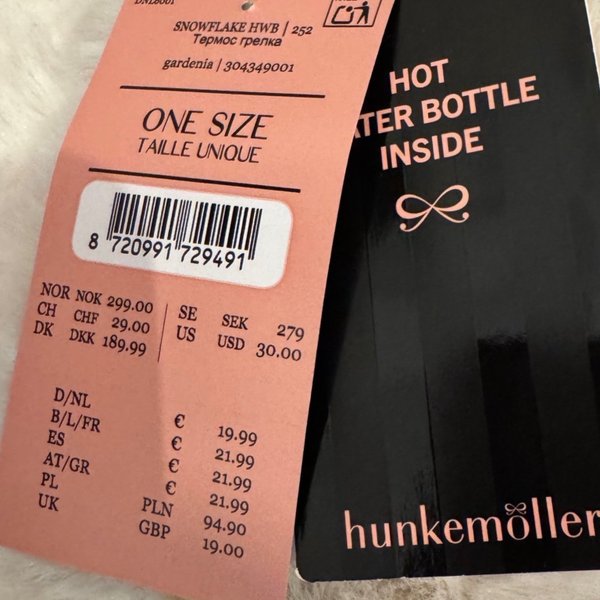 SNOWFLAKE HWB | 252
Термос грелка
gardenia | 304349001
ONE SIZE
TAILLE UNIQUE
8 720991 729491
NOR NOK 299.00
CH CHF 29.00
DK DKK 189.99
SE SEK 279
US USD 30.00
D/NL € 19.99
B/L/FR € 21.99
ES € 21.99
AT/GR € 21.99
PL PLN 94.90
UK GBP 19.00
HOT
ATER BOTTLE
INSIDE
hunkemöller